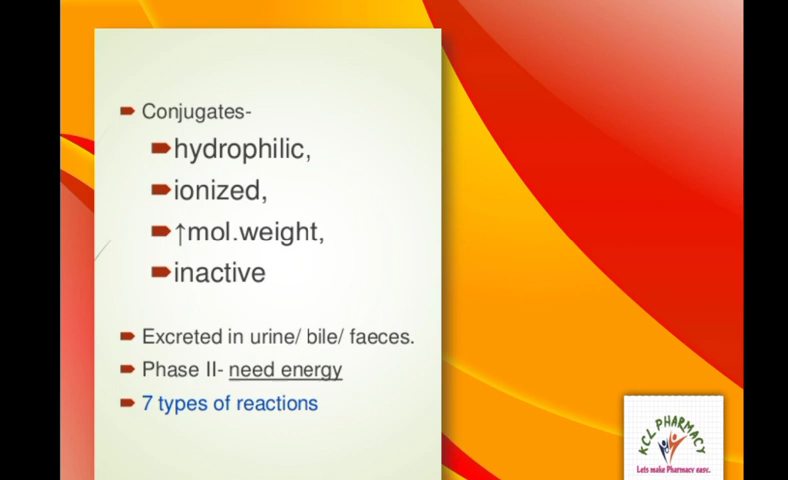 Conjugates-
hydrophilic,
ionized,
↑mol.weight,
inactive
Excreted in urine/ bile/ faeces.
Phase II- need energy
7 types of reactions
KCL PHARMACY
Lets make Pharmacy easy.